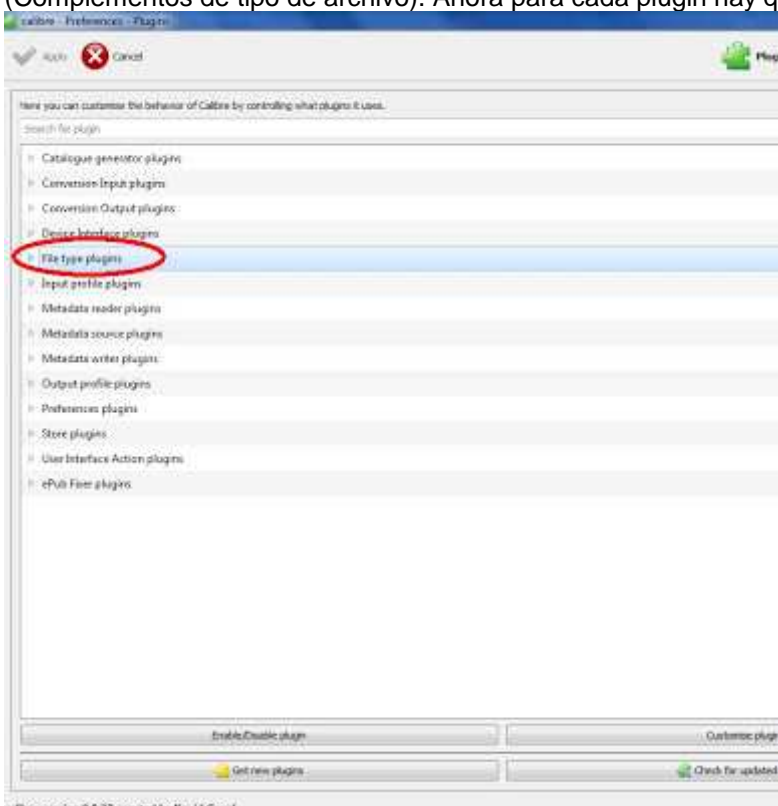 (Complementos de tipo de archivo). Ahora para cada plugin hay q
calibre - Preferences - Plugins
Apply Cancel Plug
Here you can customise the behavior of Calibre by controlling what plugins it uses.
Search for plugin
Catalogue generator plugins
Conversion Input plugins
Conversion Output plugins
Device Interface plugins
File type plugins
Input profile plugins
Metadata reader plugins
Metadata source plugins
Metadata writer plugins
Output profile plugins
Preferences plugins
Store plugins
User Interface Action plugins
ePub Fixer plugins
Enable/Disable plugin Customise plugi
Get new plugins Check for updated